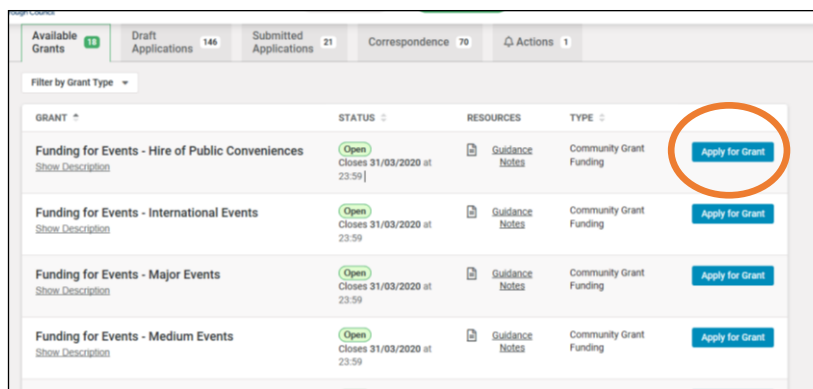 ough Council
Available Grants 18
Draft Applications 146
Submitted Applications 21
Correspondence 70
Actions 1
Filter by Grant Type
GRANT STATUS RESOURCES TYPE
Funding for Events - Hire of Public Conveniences Open Guidance Notes Community Grant Funding Apply for Grant
Show Description Closes 31/03/2020 at 23:59
Funding for Events - International Events Open Guidance Notes Community Grant Funding Apply for Grant
Show Description Closes 31/03/2020 at 23:59
Funding for Events - Major Events Open Guidance Notes Community Grant Funding Apply for Grant
Show Description Closes 31/03/2020 at 23:59
Funding for Events - Medium Events Open Guidance Notes Community Grant Funding Apply for Grant
Show Description Closes 31/03/2020 at 23:59